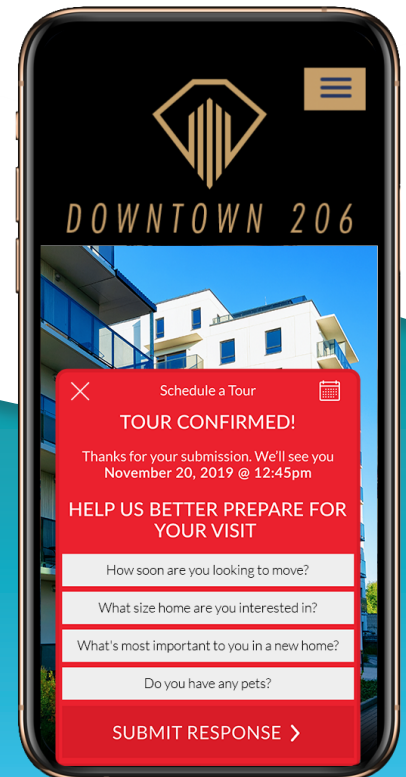 DOWNTOWN 206
Schedule a Tour
TOUR CONFIRMED!
Thanks for your submission. We'll see you
November 20, 2019 @ 12:45pm
HELP US BETTER PREPARE FOR
YOUR VISIT
How soon are you looking to move?
What size home are you interested in?
What's most important to you in a new home?
Do you have any pets?
SUBMIT RESPONSE